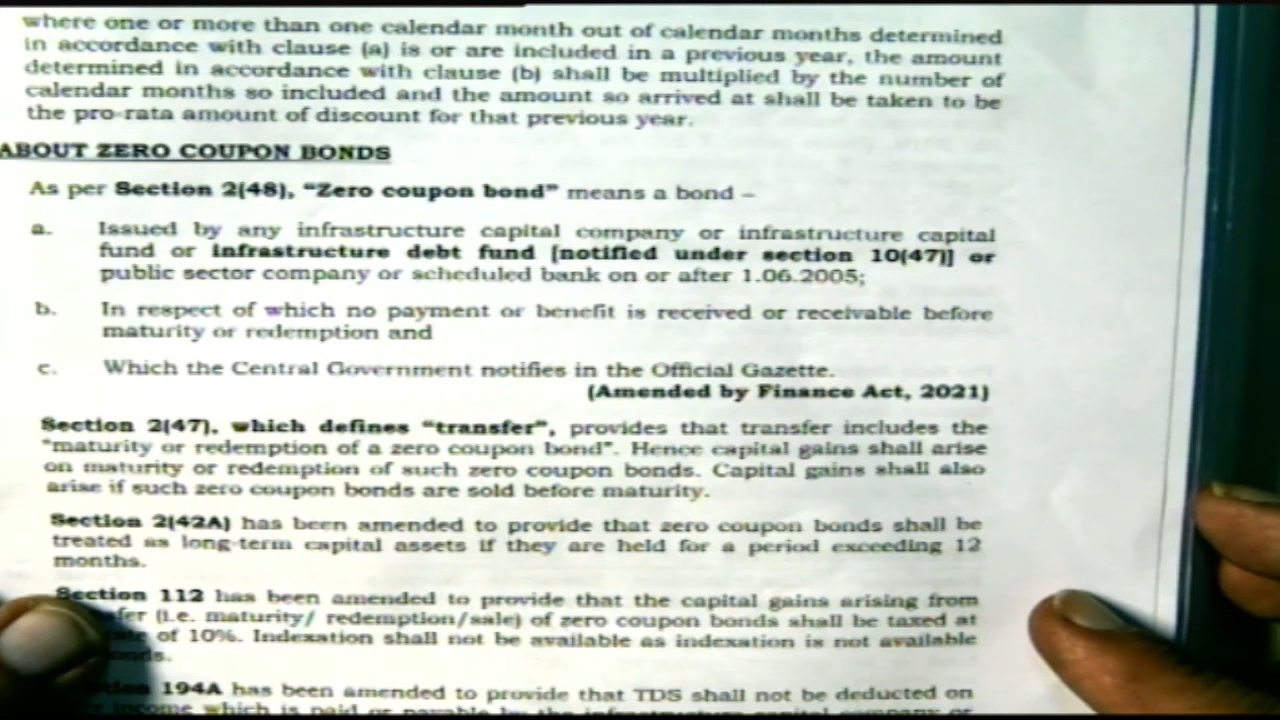 where one or more than one calendar month out of calendar months determined
in accordance with clause (a) is or are included in a previous year, the amount
determined in accordance with clause (b) shall be multiplied by the number of
calendar months so included and the amount so arrived at shall be taken to be
the pro-rata amount of discount for that previous year.
ABOUT ZERO COUPON BONDS
As per Section 2(48), "Zero coupon bond" means a bond –
a. Issued by any infrastructure capital company or infrastructure capital
fund or infrastructure debt fund [notified under section 10(47)] or
public sector company or scheduled bank on or after 1.06.2005;
b. In respect of which no payment or benefit is received or receivable before
maturity or redemption and
c. Which the Central Government notifies in the Official Gazette.
(Amended by Finance Act, 2021)
Section 2(47), which defines "transfer", provides that transfer includes the
"maturity or redemption of a zero coupon bond". Hence capital gains shall arise
on maturity or redemption of such zero coupon bonds. Capital gains shall also
arise if such zero coupon bonds are sold before maturity.
Section 2(42A) has been amended to provide that zero coupon bonds shall be
treated as long-term capital assets if they are held for a period exceeding 12
months.
Section 112 has been amended to provide that the capital gains arising from
(i.e. maturity/ redemption/sale) of zero coupon bonds shall be taxed at
of 10%. Indexation shall not be available as indexation is not available
194A has been amended to provide that TDS shall not be deducted on
income which is paid or payable by the infrastructure capital company or